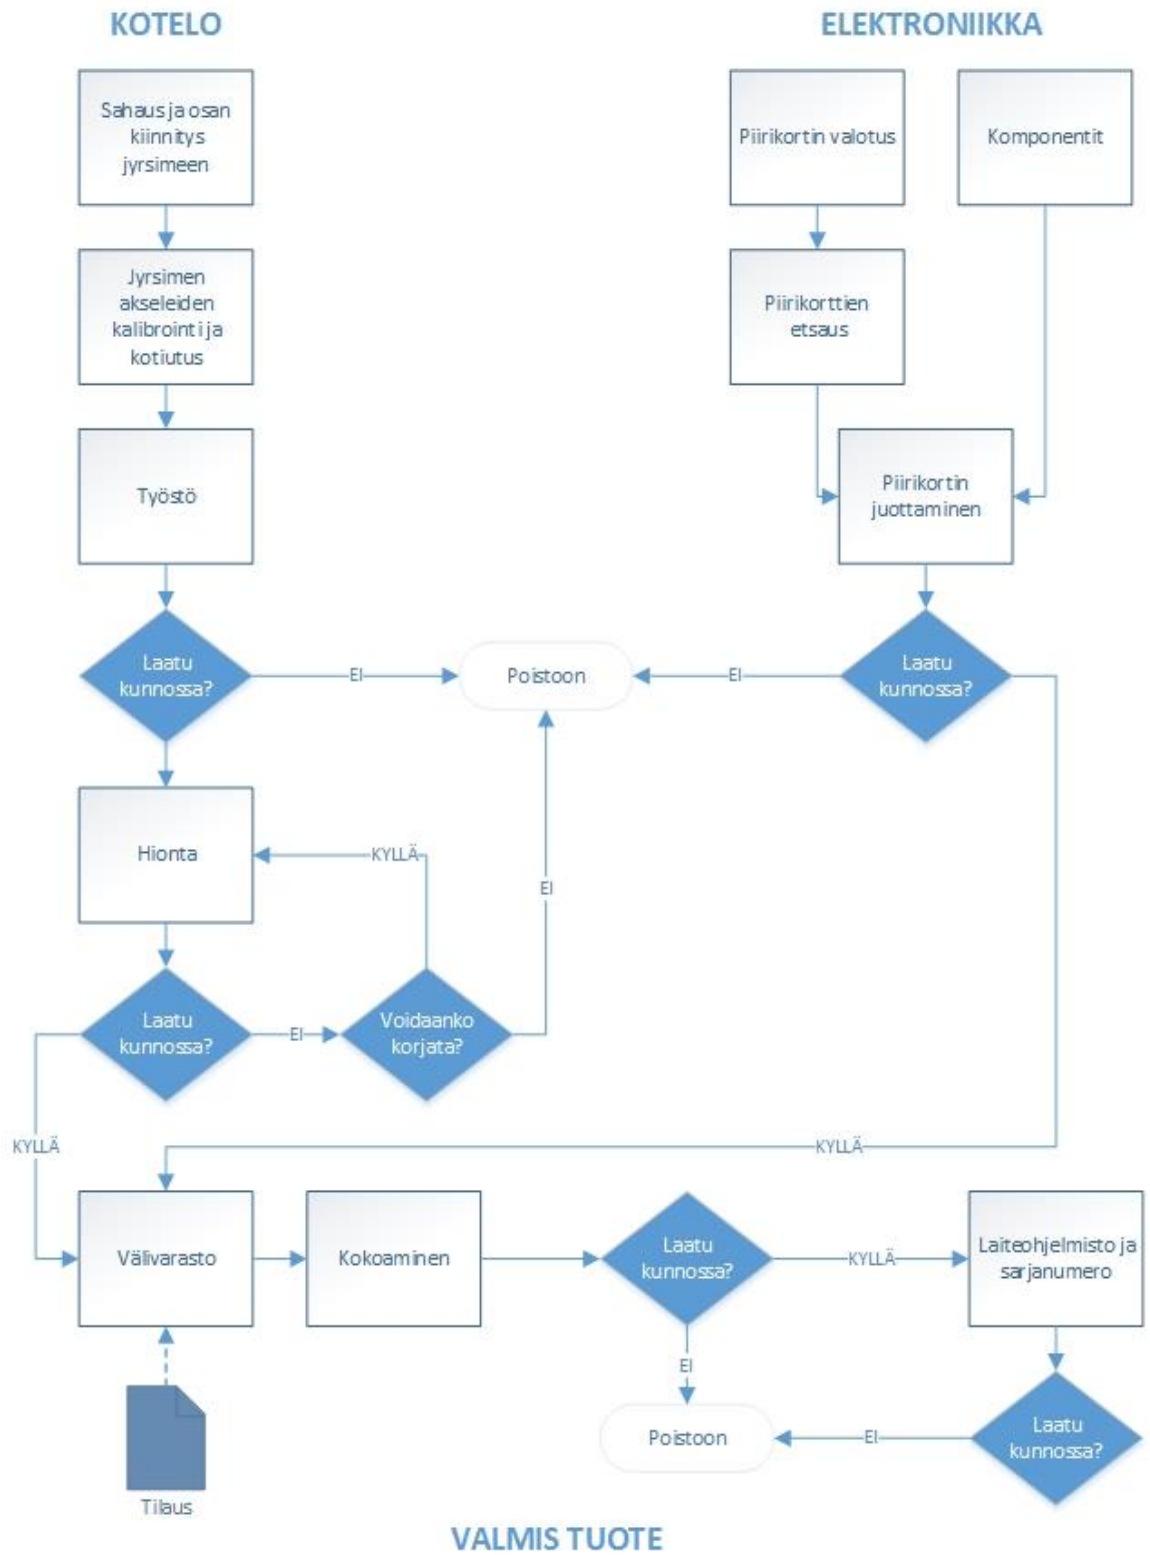 KOTELO
ELEKTRONIIKKA
Sahaus ja osan
kiinnitys
jyrsimeen
Piirikortin valotus
Komponentit
Jyrsimen
akseleiden
kalibrointi ja
kotiutus
Piirikorttien
etsaus
Työstö
Piirikortin
juottaminen
Laatu
kunnossa?
EI
Poistoon
EI
Laatu
kunnossa?
Hionta
KYLLÄ
EI
Laatu
kunnossa?
EI
Voidaanko
korjata?
KYLLÄ
KYLLÄ
Välivarasto
Kokoaminen
Laatu
kunnossa?
KYLLÄ
Laiteohjelmisto ja
sarjanumero
EI
Poistoon
EI
Laatu
kunnossa?
Tilaus
VALMIS TUOTE